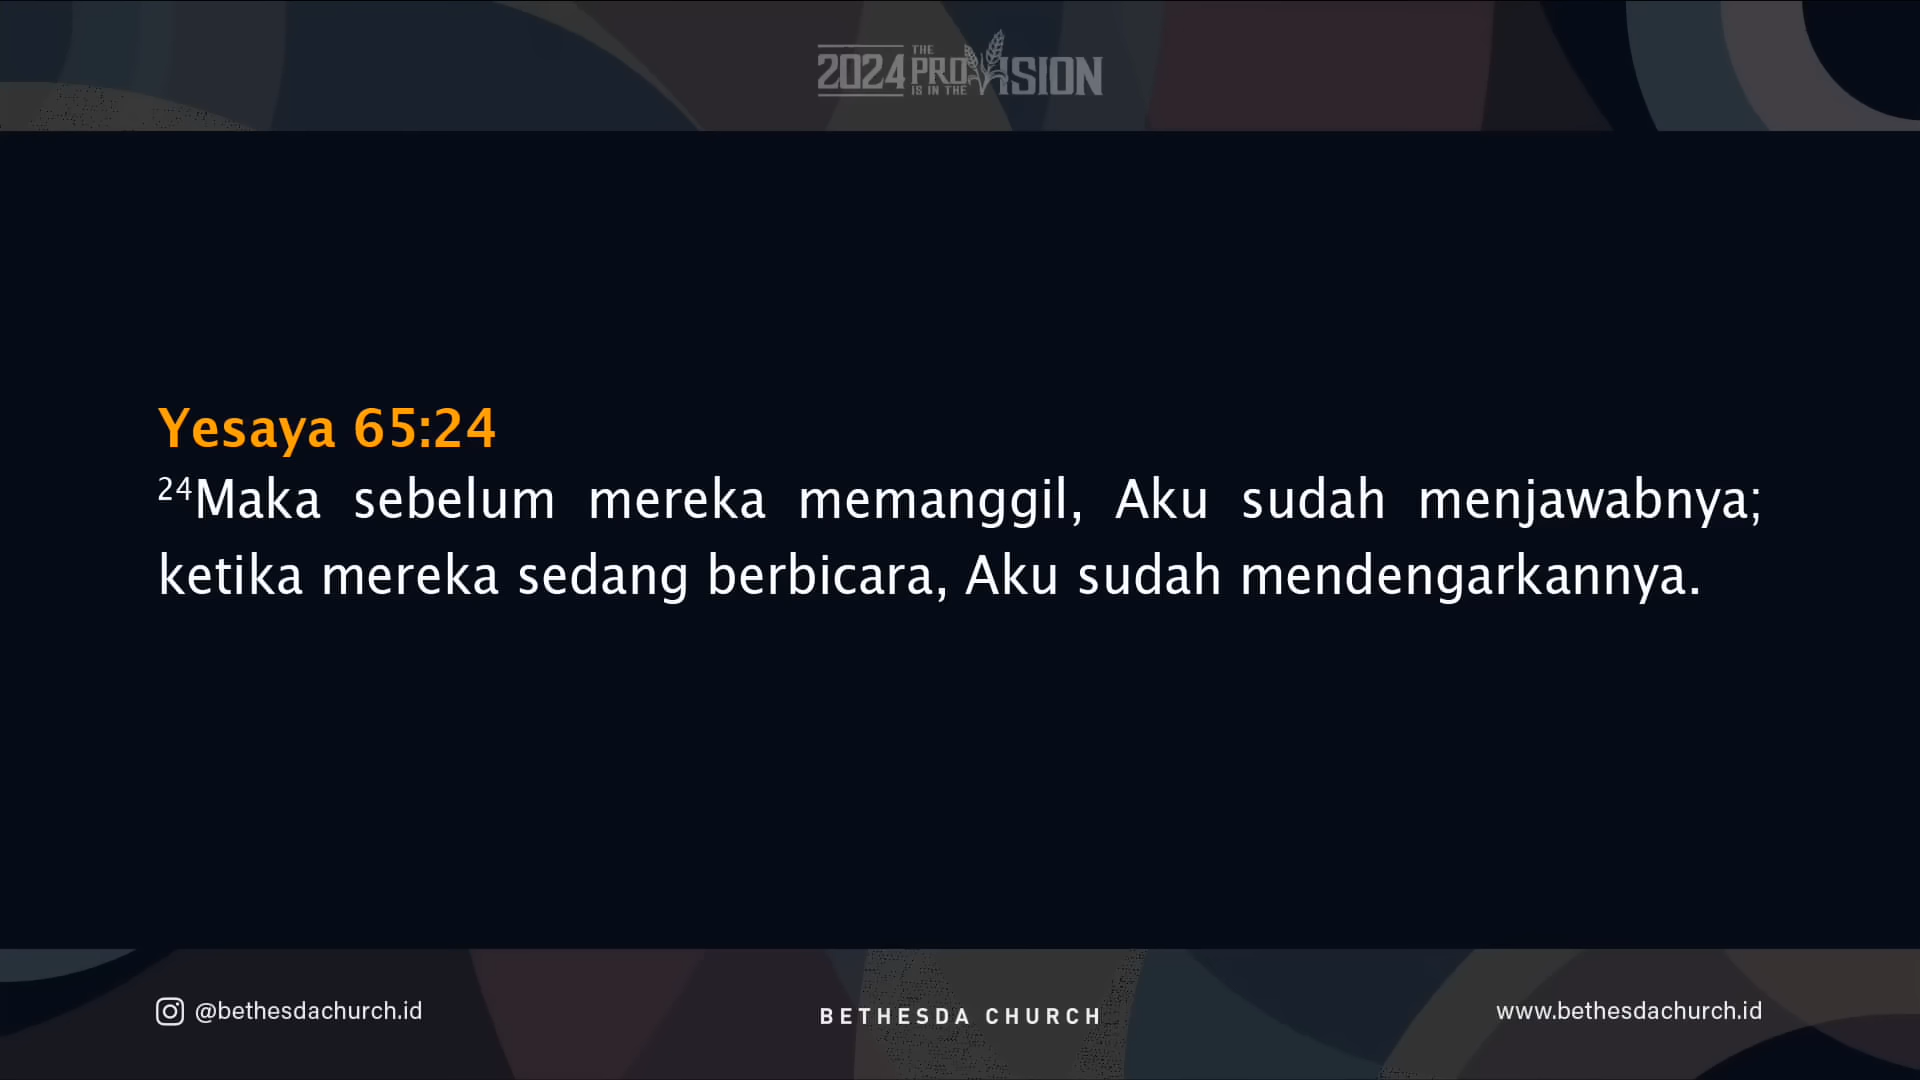 2024 THE PROVISION IS IN THE
Yesaya 65:24
24Maka sebelum mereka memanggil, Aku sudah menjawabnya;
ketika mereka sedang berbicara, Aku sudah mendengarkannya.
@bethesdachurch.id
BETHESDA CHURCH
www.bethesdachurch.id